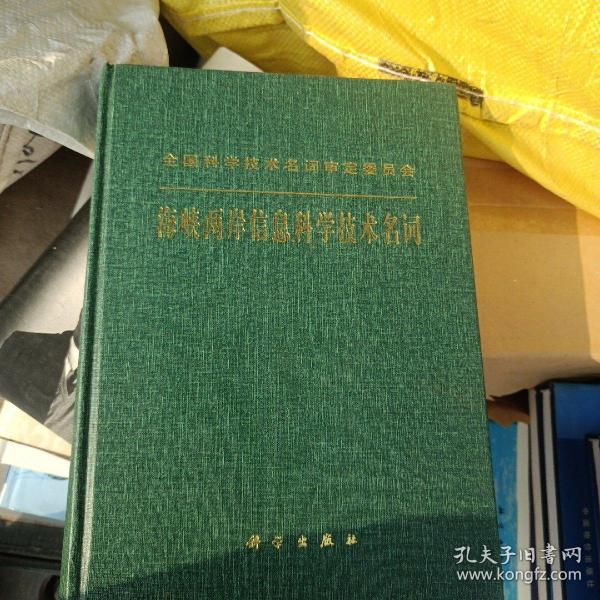 全国科学技术名词审定委员会
海峡两岸信息科学技术名词
科学出版社
孔夫子旧书网
www.kongfz.com